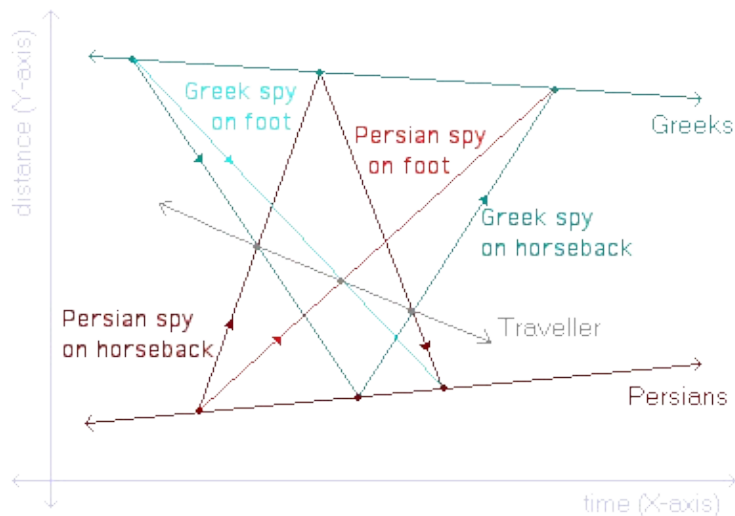 distance (Y-axis)
Greek spy
on foot
Persian spy
on foot
Greeks
Greek spy
on horseback
Persian spy
on horseback
Traveller
Persians
time (X-axis)